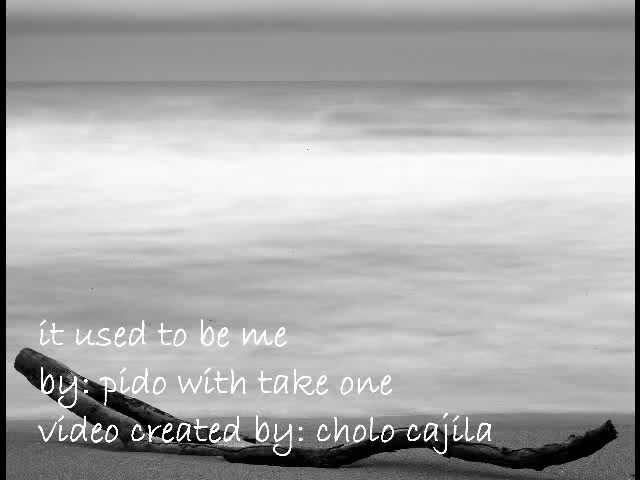 it used to be me
by: pido with take one
video created by: cholo cajila